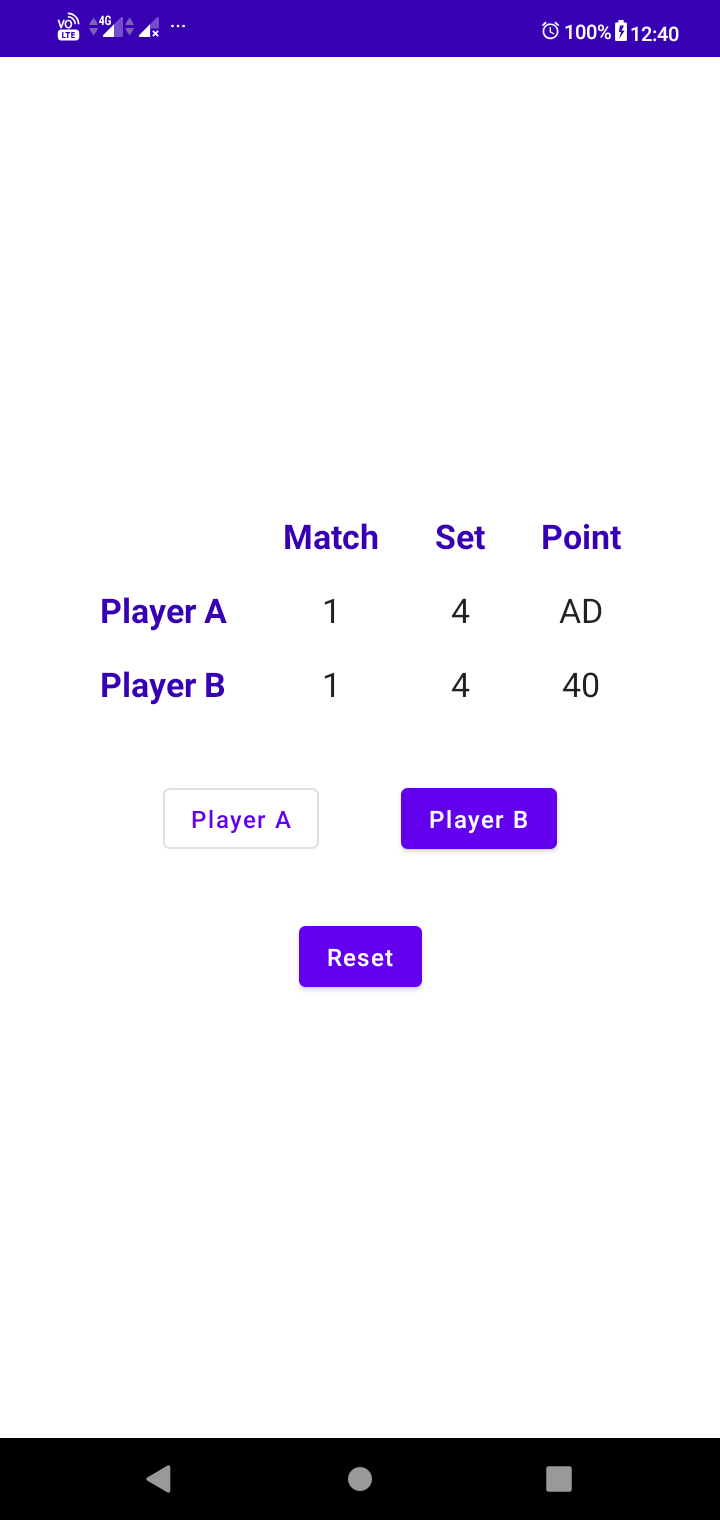 VO LTE 4G 100% 12:40
Match Set Point
Player A 1 4 AD
Player B 1 4 40
Player A Player B
Reset